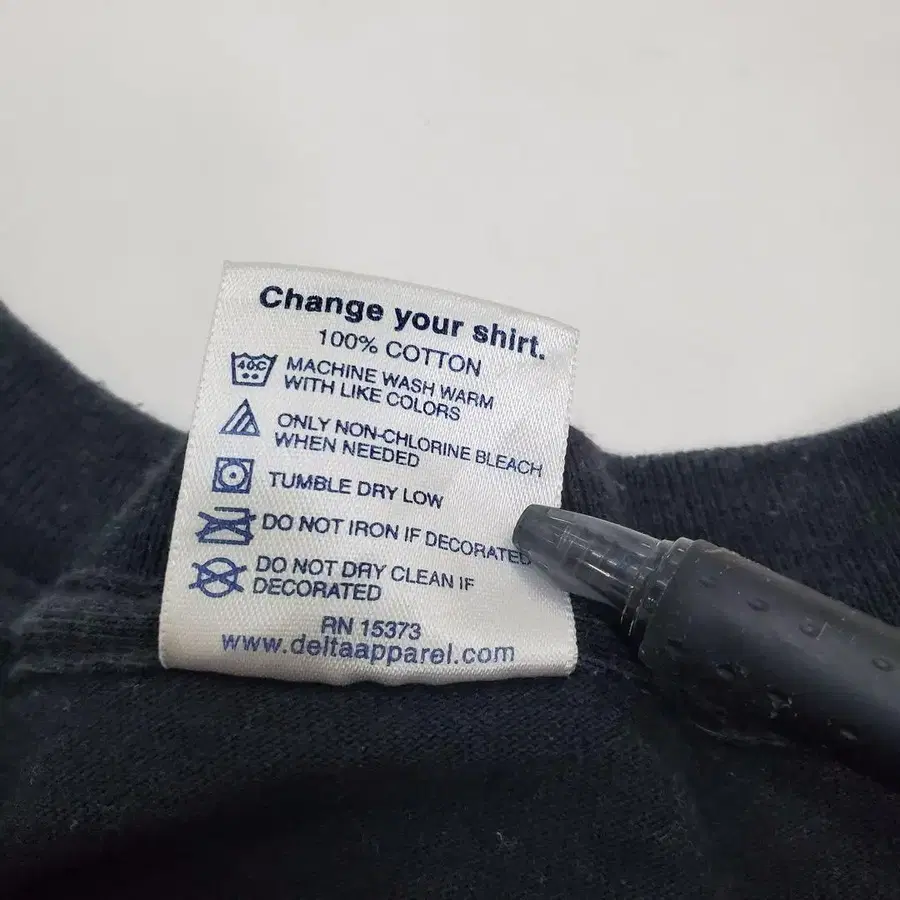 Change your shirt.
100% COTTON
40C
MACHINE WASH WARM
WITH LIKE COLORS
ONLY NON-CHLORINE BLEACH
WHEN NEEDED
TUMBLE DRY LOW
DO NOT IRON IF DECORATED
DO NOT DRY CLEAN IF
DECORATED
RN 15373
www.deltaapparel.com